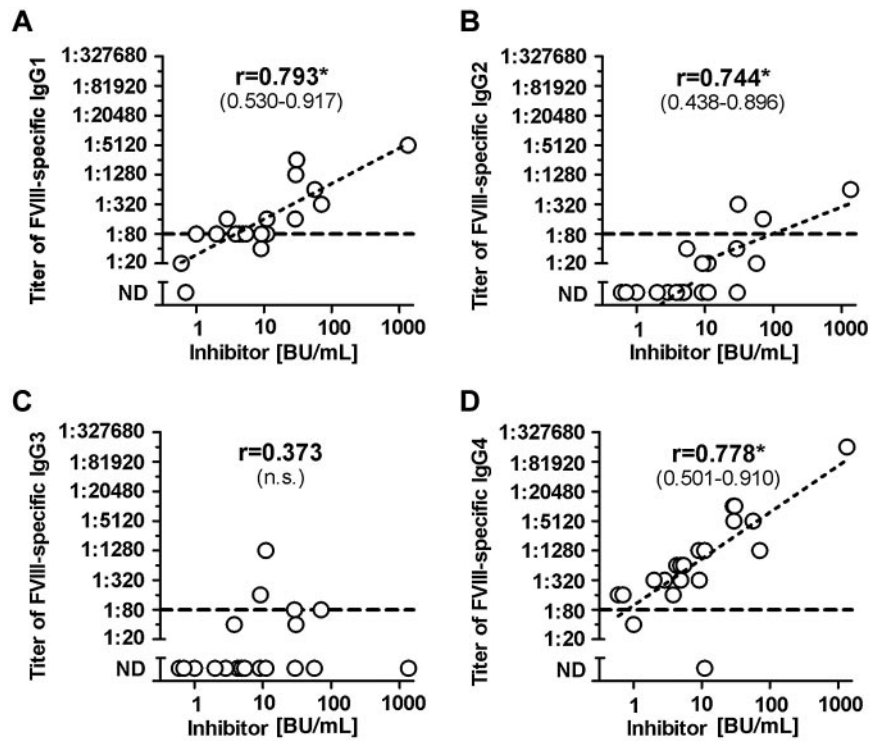 A
Titer of FVIII-specific IgG1
1:327680
1:81920
1:20480
1:5120
1:1280
1:320
1:80
1:20
ND
r=0.793*
(0.530-0.917)
1 10 100 1000
Inhibitor [BU/mL]
B
Titer of FVIII-specific IgG2
1:327680
1:81920
1:20480
1:5120
1:1280
1:320
1:80
1:20
ND
r=0.744*
(0.438-0.896)
1 10 100 1000
Inhibitor [BU/mL]
C
Titer of FVIII-specific IgG3
1:327680
1:81920
1:20480
1:5120
1:1280
1:320
1:80
1:20
ND
r=0.373
(n.s.)
1 10 100 1000
Inhibitor [BU/mL]
D
Titer of FVIII-specific IgG4
1:327680
1:81920
1:20480
1:5120
1:1280
1:320
1:80
1:20
ND
r=0.778*
(0.501-0.910)
1 10 100 1000
Inhibitor [BU/mL]